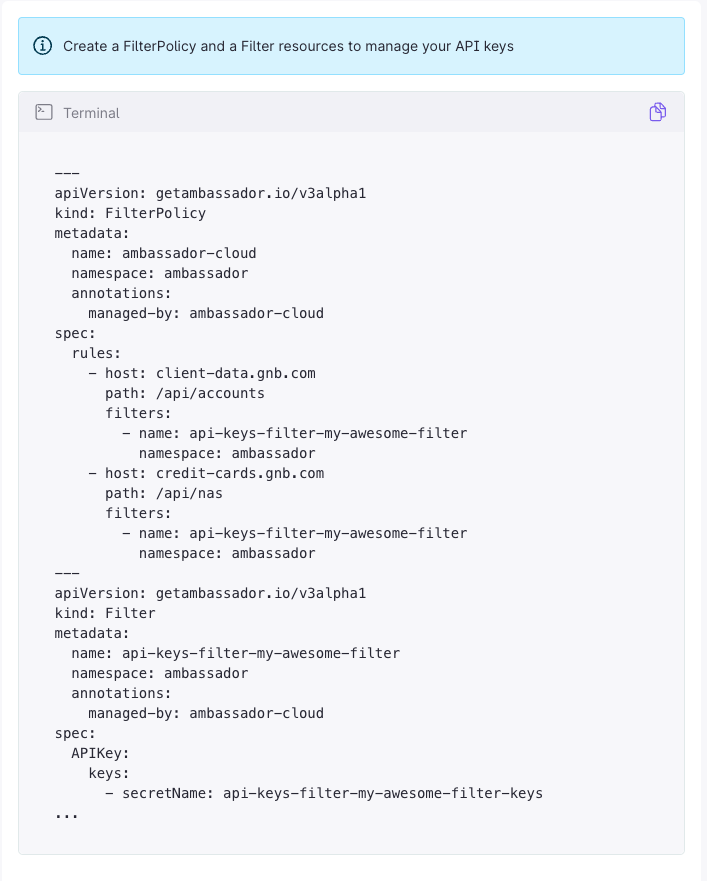 Create a FilterPolicy and a Filter resources to manage your API keys
Terminal
---
apiVersion: getambassador.io/v3alpha1
kind: FilterPolicy
metadata:
  name: ambassador-cloud
  namespace: ambassador
  annotations:
    managed-by: ambassador-cloud
spec:
  rules:
    - host: client-data.gnb.com
      path: /api/accounts
      filters:
        - name: api-keys-filter-my-awesome-filter
          namespace: ambassador
    - host: credit-cards.gnb.com
      path: /api/nas
      filters:
        - name: api-keys-filter-my-awesome-filter
          namespace: ambassador
---
apiVersion: getambassador.io/v3alpha1
kind: Filter
metadata:
  name: api-keys-filter-my-awesome-filter
  namespace: ambassador
  annotations:
    managed-by: ambassador-cloud
spec:
  APIKey:
    keys:
      - secretName: api-keys-filter-my-awesome-filter-keys
...